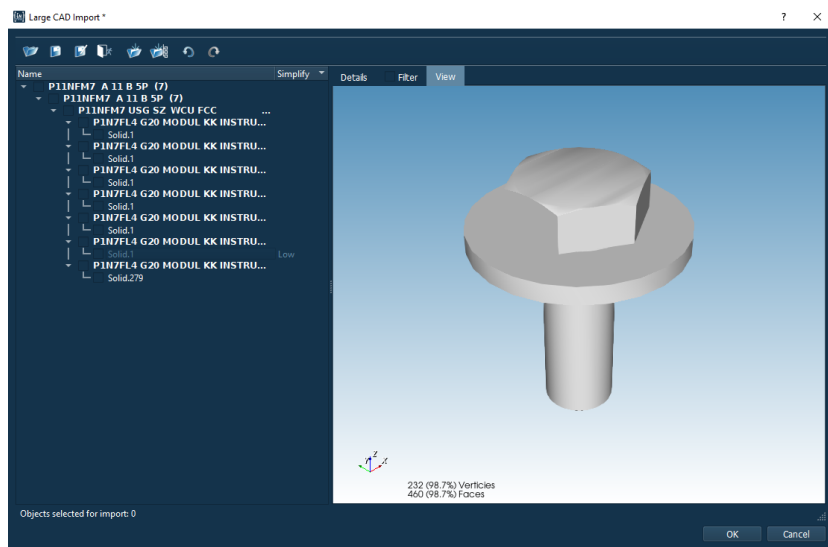 Large CAD Import *
? ×
Name Simplify
Details Filter View
P11NFM7 A 11 B 5P (7)
P11NFM7 A 11 B 5P (7)
P11NFM7 USG SZ WCU FCC ...
P1N7FL4 G20 MODUL KK INSTRU...
Solid.1
P1N7FL4 G20 MODUL KK INSTRU...
Solid.1
P1N7FL4 G20 MODUL KK INSTRU...
Solid.1
P1N7FL4 G20 MODUL KK INSTRU...
Solid.1
P1N7FL4 G20 MODUL KK INSTRU...
Solid.1
P1N7FL4 G20 MODUL KK INSTRU...
Solid.1 Low
P1N7FL4 G20 MODUL KK INSTRU...
Solid.279
Z
Y X
232 (98.7%) Verticies
460 (98.7%) Faces
Objects selected for import: 0
OK Cancel